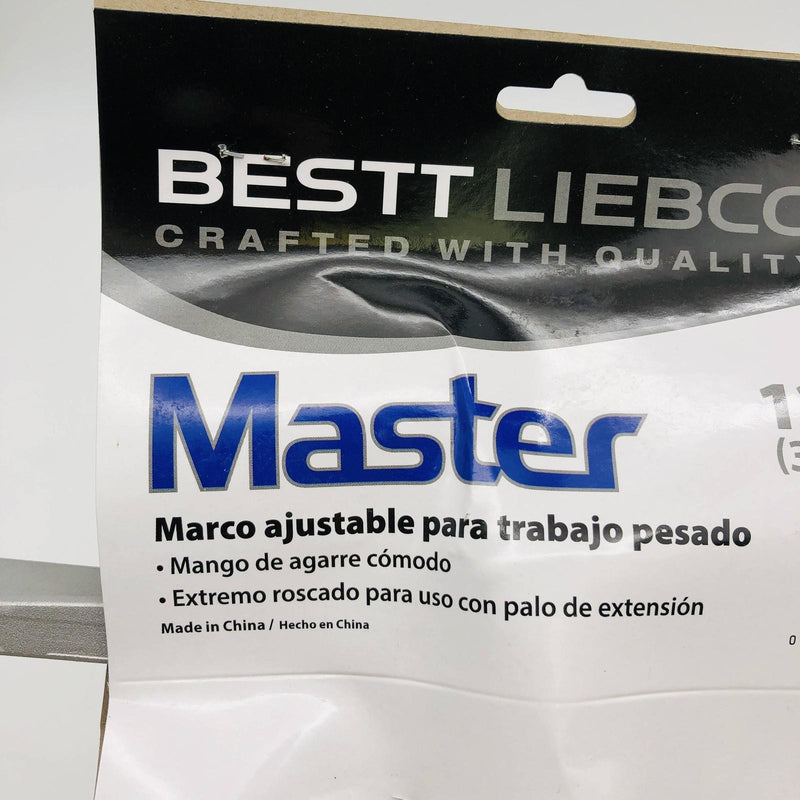 BESTT LIEBCO
CRAFTED WITH QUALITY
Master
Marco ajustable para trabajo pesado
• Mango de agarre cómodo
• Extremo roscado para uso con palo de extensión
Made in China / Hecho en China